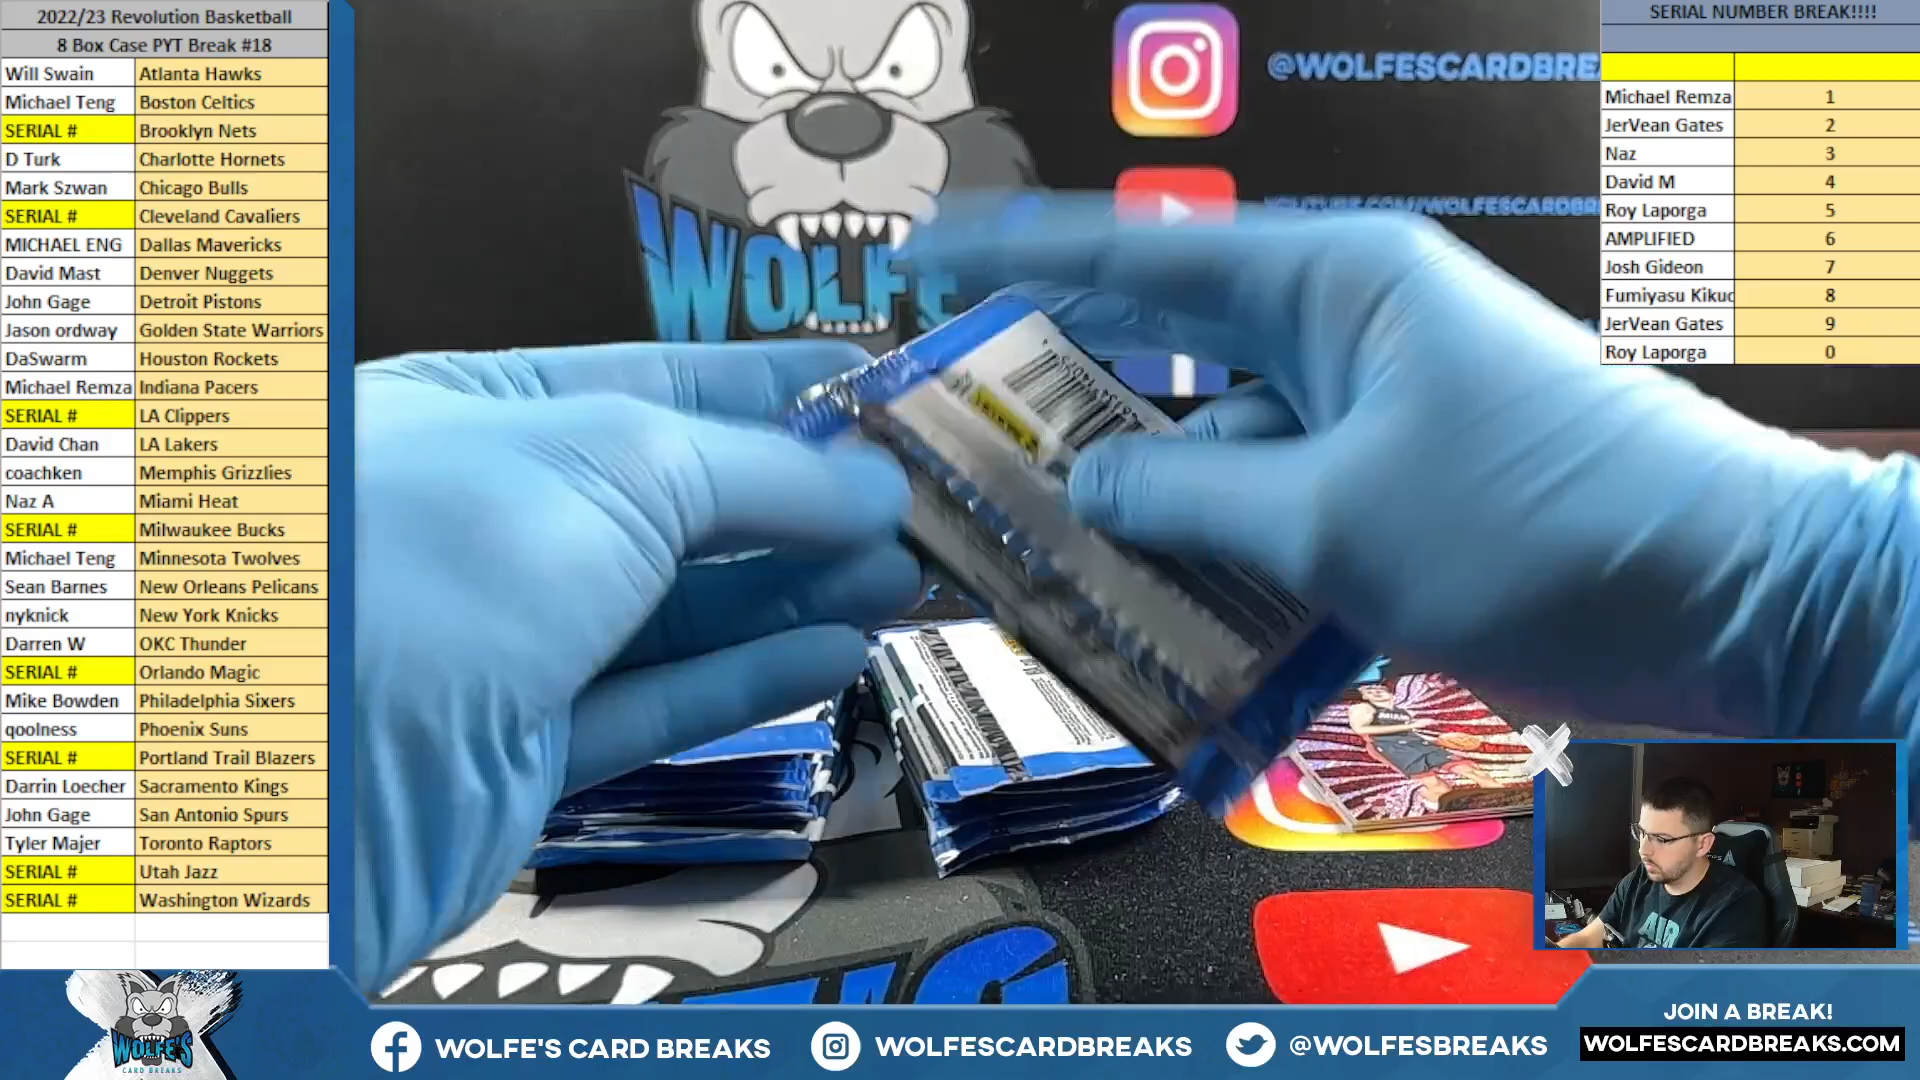 2022/23 Revolution Basketball
8 Box Case PYT Break #18
Will Swain Atlanta Hawks
Michael Teng Boston Celtics
SERIAL # Brooklyn Nets
D Turk Charlotte Hornets
Mark Szwan Chicago Bulls
SERIAL # Cleveland Cavaliers
MICHAEL ENG Dallas Mavericks
David Mast Denver Nuggets
John Gage Detroit Pistons
Jason ordway Golden State Warriors
DaSwarm Houston Rockets
Michael Remza Indiana Pacers
SERIAL # LA Clippers
David Chan LA Lakers
coachken Memphis Grizzlies
Naz A Miami Heat
SERIAL # Milwaukee Bucks
Michael Teng Minnesota Twolves
Sean Barnes New Orleans Pelicans
nyknick New York Knicks
Darren W OKC Thunder
SERIAL # Orlando Magic
Mike Bowden Philadelphia Sixers
qoolness Phoenix Suns
SERIAL # Portland Trail Blazers
Darrin Loecher Sacramento Kings
John Gage San Antonio Spurs
Tyler Majer Toronto Raptors
SERIAL # Utah Jazz
SERIAL # Washington Wizards
@WOLFESCARDBRE
WOLFE
SERIAL NUMBER BREAK!!!!
Michael Remza 1
JerVean Gates 2
Naz 3
David M 4
Roy Laporga 5
AMPLIFIED 6
Josh Gideon 7
Fumiyasu Kikuc 8
JerVean Gates 9
Roy Laporga 0
AIR
WOLFE'S
CARD BREAKS
WOLFE'S CARD BREAKS
WOLFESCARDBREAKS
@WOLFESBREAKS
JOIN A BREAK!
WOLFESCARDBREAKS.COM